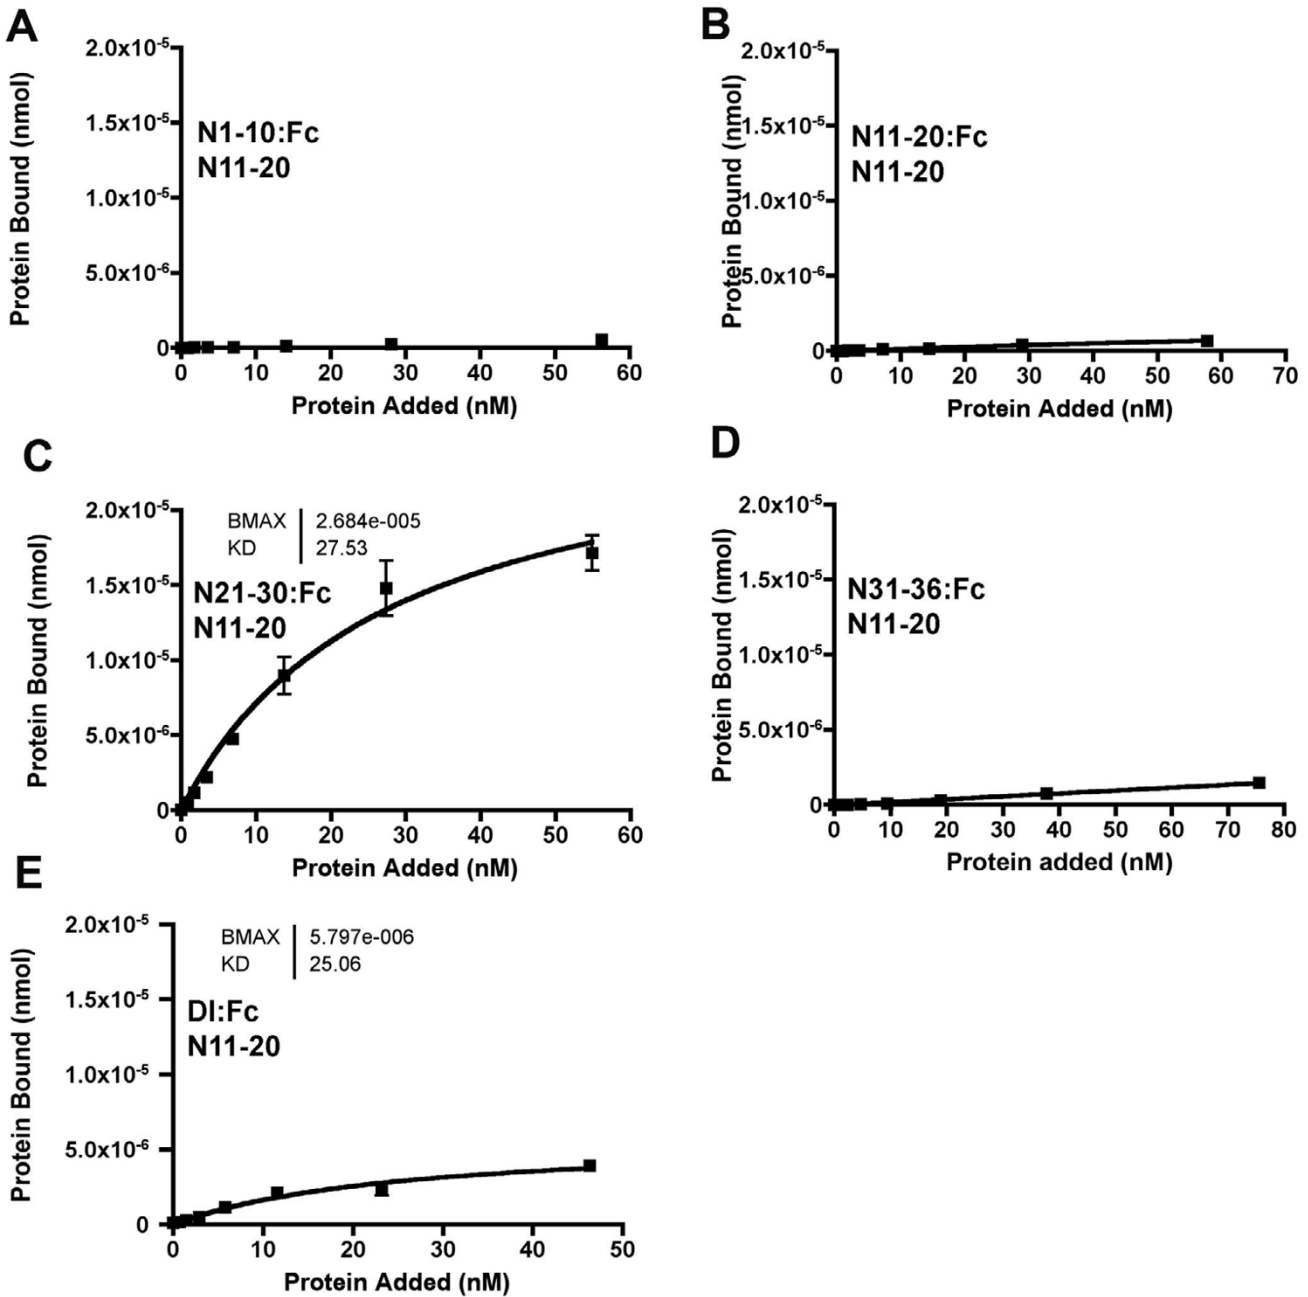 A
2.0x10-5
1.5x10-5
1.0x10-5
5.0x10-6
0
Protein Bound (nmol)
N1-10:Fc
N11-20
0 10 20 30 40 50 60
Protein Added (nM)
B
2.0x10-5
1.5x10-5
1.0x10-5
5.0x10-6
0
Protein Bound (nmol)
N11-20:Fc
N11-20
0 10 20 30 40 50 60 70
Protein Added (nM)
C
2.0x10-5
1.5x10-5
1.0x10-5
5.0x10-6
0
Protein Bound (nmol)
BMAX 2.684e-005
KD 27.53
N21-30:Fc
N11-20
0 10 20 30 40 50 60
Protein Added (nM)
D
2.0x10-5
1.5x10-5
1.0x10-5
5.0x10-6
0
Protein Bound (nmol)
N31-36:Fc
N11-20
0 10 20 30 40 50 60 70 80
Protein added (nM)
E
2.0x10-5
1.5x10-5
1.0x10-5
5.0x10-6
0
Protein Bound (nmol)
BMAX 5.797e-006
KD 25.06
DI:Fc
N11-20
0 10 20 30 40 50
Protein Added (nM)